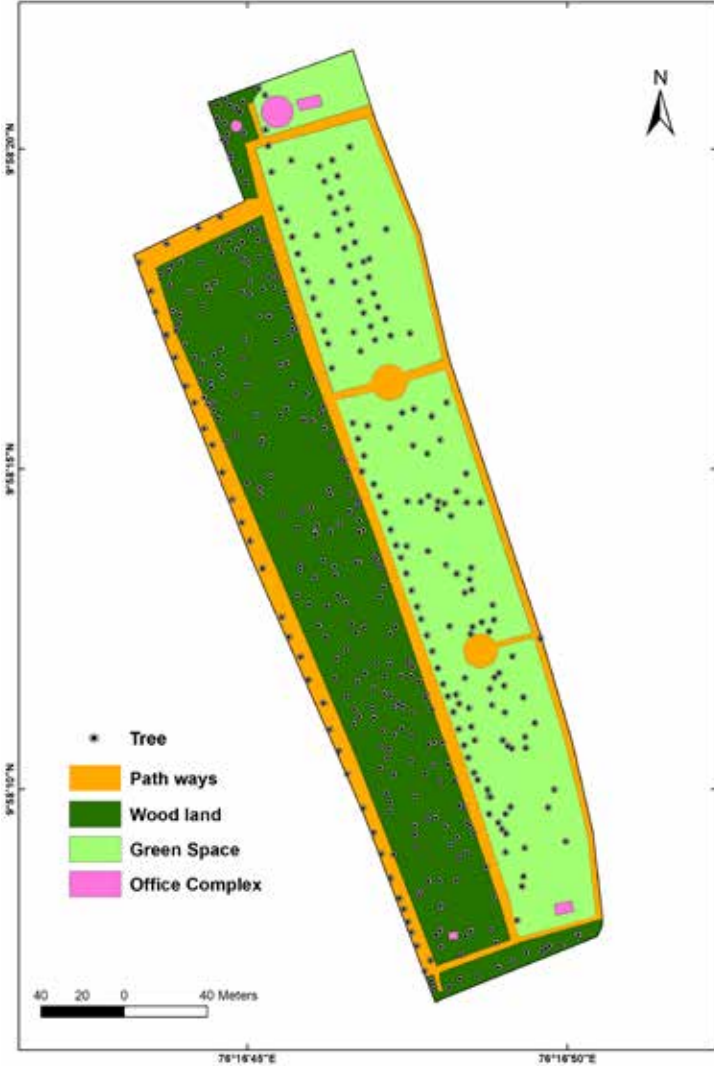 N
9°58'20"N
9°58'15"N
9°58'10"N
Tree
Path ways
Wood land
Green Space
Office Complex
40 20 0 40 Meters
76°16'45"E 76°16'50"E